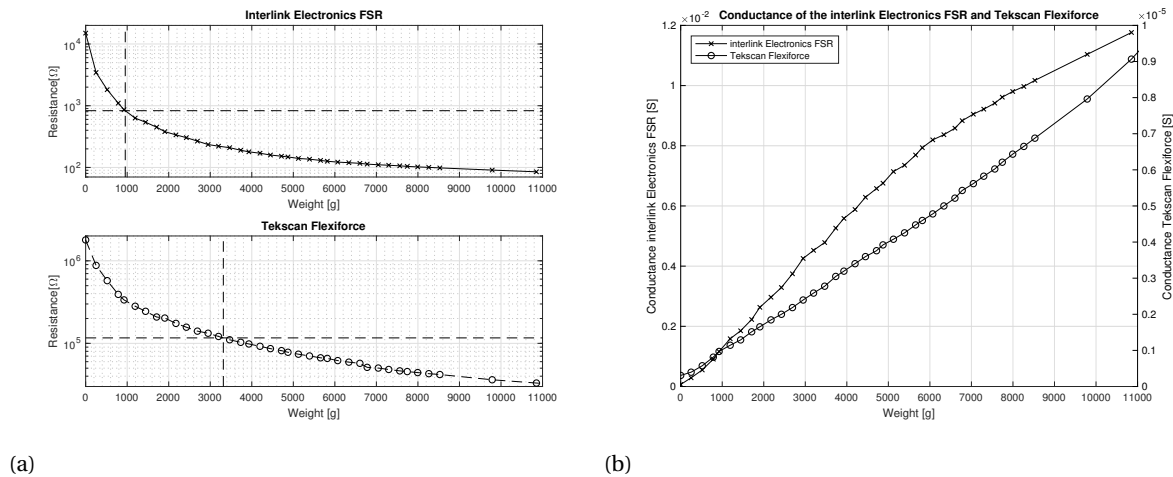 Interlink Electronics FSR
10^4
10^3
10^2
Resistance[Ω]
0 1000 2000 3000 4000 5000 6000 7000 8000 9000 10000 11000
Weight [g]
Tekscan Flexiforce
10^6
10^5
Resistance[Ω]
0 1000 2000 3000 4000 5000 6000 7000 8000 9000 10000 11000
Weight [g]
(a)
×10^-2
Conductance of the interlink Electronics FSR and Tekscan Flexiforce
×10^-5
interlink Electronics FSR
Tekscan Flexiforce
1.2
1
0.8
0.6
0.4
0.2
0
Conductance interlink Electronics FSR [S]
1
0.9
0.8
0.7
0.6
0.5
0.4
0.3
0.2
0.1
0
Conductance Tekscan Flexiforce [S]
0 1000 2000 3000 4000 5000 6000 7000 8000 9000 10000 11000
Weight [g]
(b)